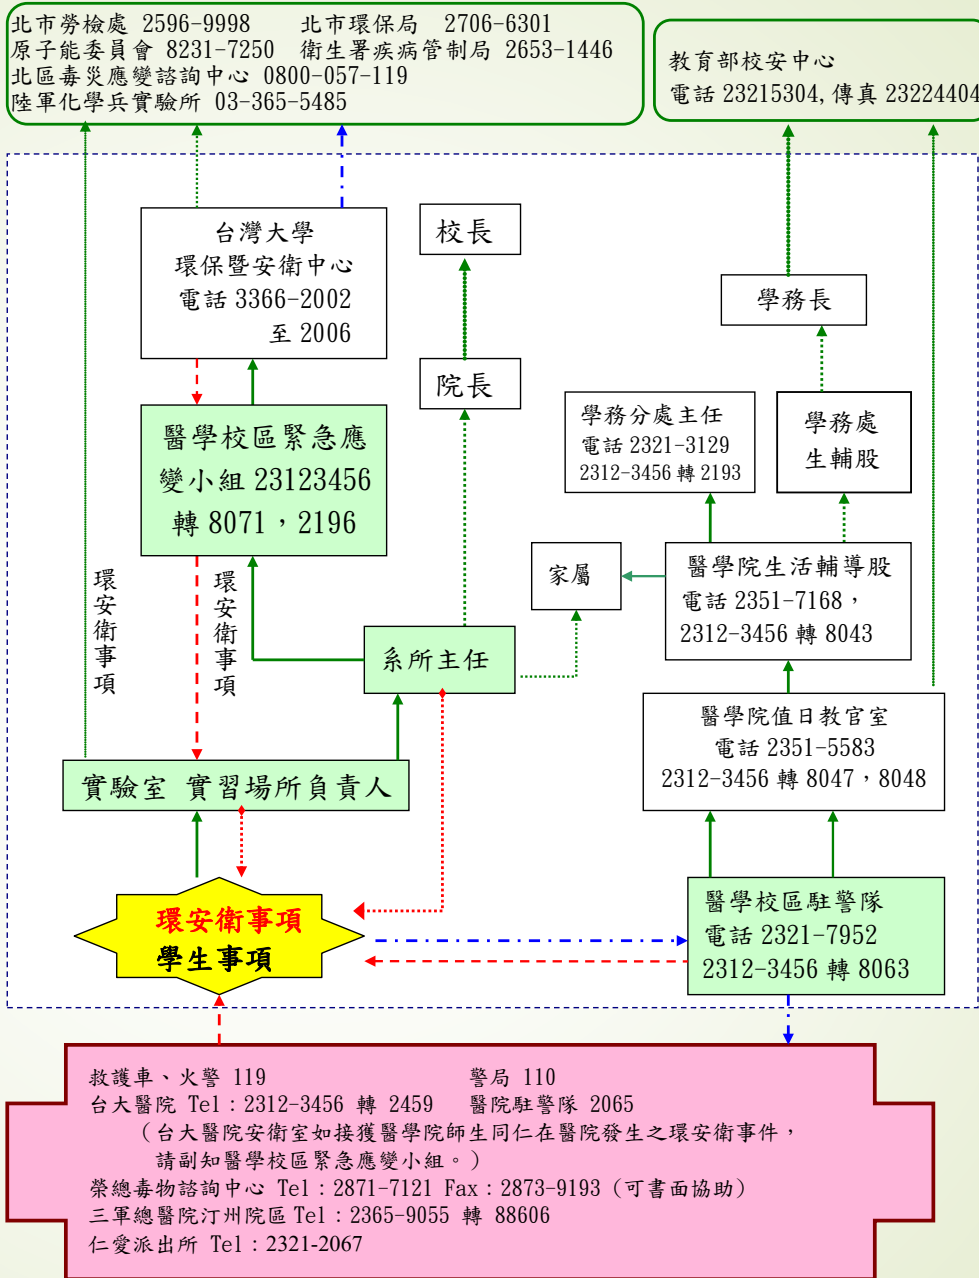 北市勞檢處 2596-9998 北市環保局 2706-6301
原子能委員會 8231-7250 衛生署疾病管制局 2653-1446
北區毒災應變諮詢中心 0800-057-119
陸軍化學兵實驗所 03-365-5485
教育部校安中心
電話 23215304,傳真 23224404
台灣大學
環保暨安衛中心
電話 3366-2002
至 2006
校長
學務長
院長
學務分處主任
電話 2321-3129
2312-3456 轉 2193
學務處
生輔股
醫學校區緊急應
變小組 23123456
轉 8071，2196
環安衛事項
環安衛事項
家屬
醫學院生活輔導股
電話 2351-7168，
2312-3456 轉 8043
系所主任
醫學院值日教官室
電話 2351-5583
2312-3456 轉 8047，8048
實驗室 實習場所負責人
環安衛事項
學生事項
醫學校區駐警隊
電話 2321-7952
2312-3456 轉 8063
救護車、火警 119 警局 110
台大醫院 Tel：2312-3456 轉 2459 醫院駐警隊 2065
（台大醫院安衛室如接獲醫學院師生同仁在醫院發生之環安衛事件，
請副知醫學校區緊急應變小組。）
榮總毒物諮詢中心 Tel：2871-7121 Fax：2873-9193 (可書面協助)
三軍總醫院汀州院區 Tel：2365-9055 轉 88606
仁愛派出所 Tel：2321-2067